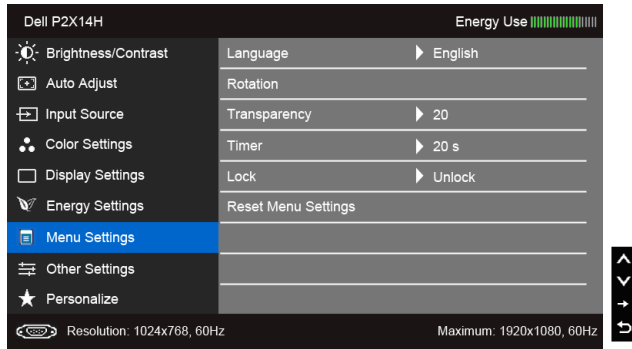 Dell P2X14H Energy Use
Brightness/Contrast Language English
Auto Adjust Rotation
Input Source Transparency 20
Color Settings Timer 20 s
Display Settings Lock Unlock
Energy Settings Reset Menu Settings
Menu Settings
Other Settings
Personalize
Resolution: 1024x768, 60Hz Maximum: 1920x1080, 60Hz